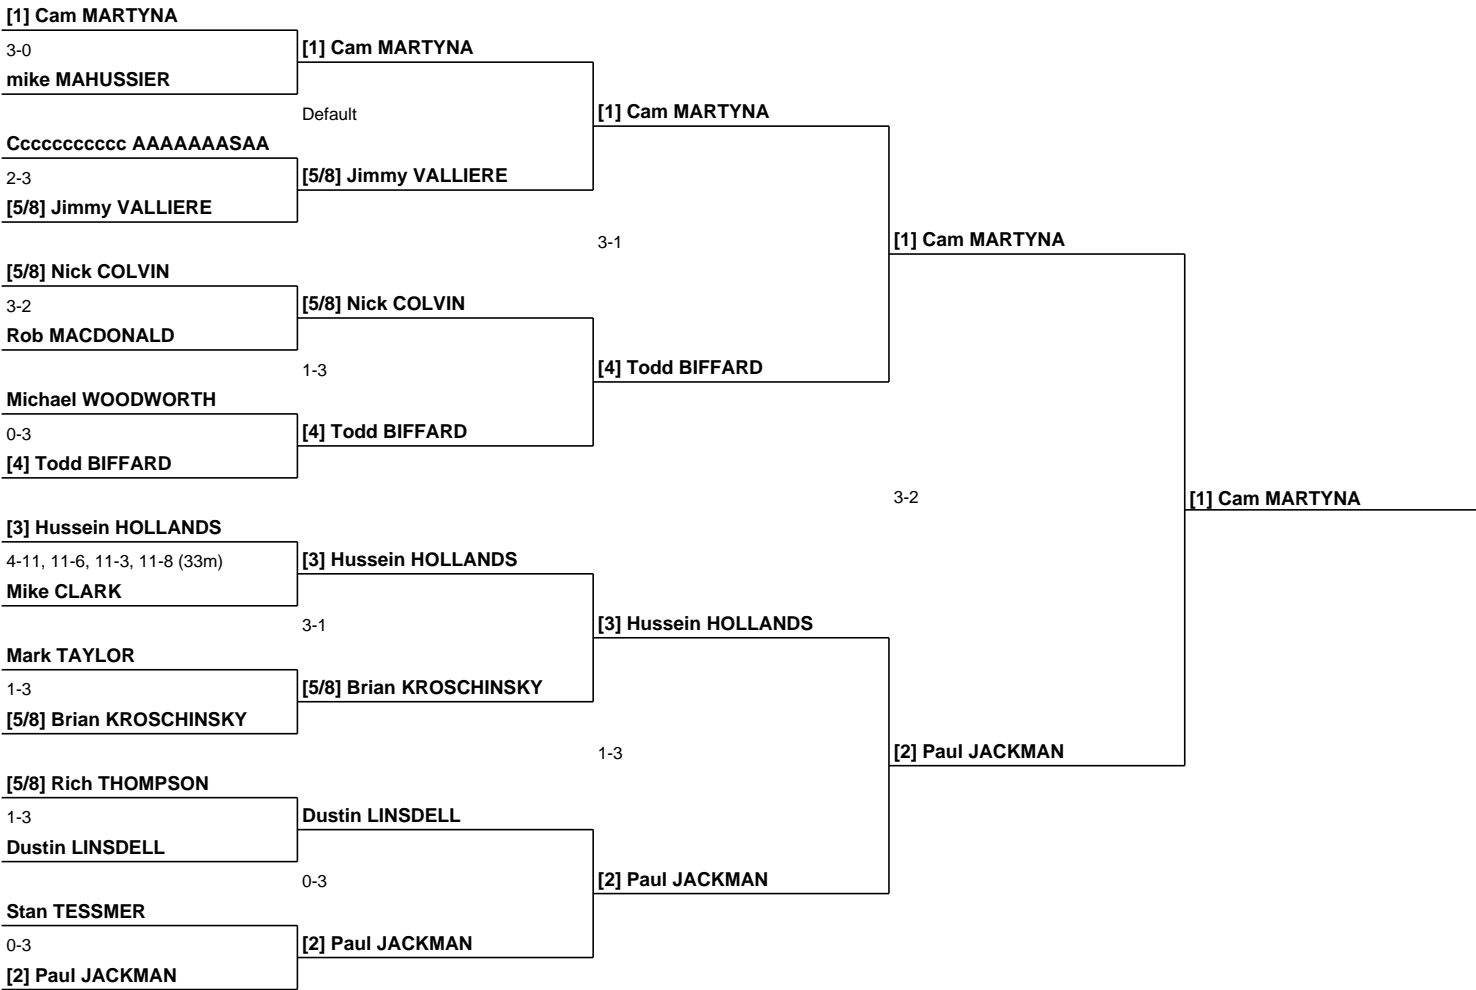 [1] Cam MARTYNA
3-0
mike MAHUSSIER
Cccccccccccc AAAAAAASAA
2-3
[5/8] Jimmy VALLIERE
[5/8] Nick COLVIN
3-2
Rob MACDONALD
Michael WOODWORTH
0-3
[4] Todd BIFFARD
[3] Hussein HOLLANDS
4-11, 11-6, 11-3, 11-8 (33m)
Mike CLARK
Mark TAYLOR
1-3
[5/8] Brian KROSCHINSKY
[5/8] Rich THOMPSON
1-3
Dustin LINSDELL
Stan TESSMER
0-3
[2] Paul JACKMAN
[1] Cam MARTYNA
Default
[5/8] Jimmy VALLIERE
[5/8] Nick COLVIN
1-3
[4] Todd BIFFARD
[3] Hussein HOLLANDS
3-1
[5/8] Brian KROSCHINSKY
Dustin LINSDELL
0-3
[2] Paul JACKMAN
[1] Cam MARTYNA
3-1
[4] Todd BIFFARD
[3] Hussein HOLLANDS
1-3
[2] Paul JACKMAN
[1] Cam MARTYNA
3-2
[2] Paul JACKMAN
[1] Cam MARTYNA